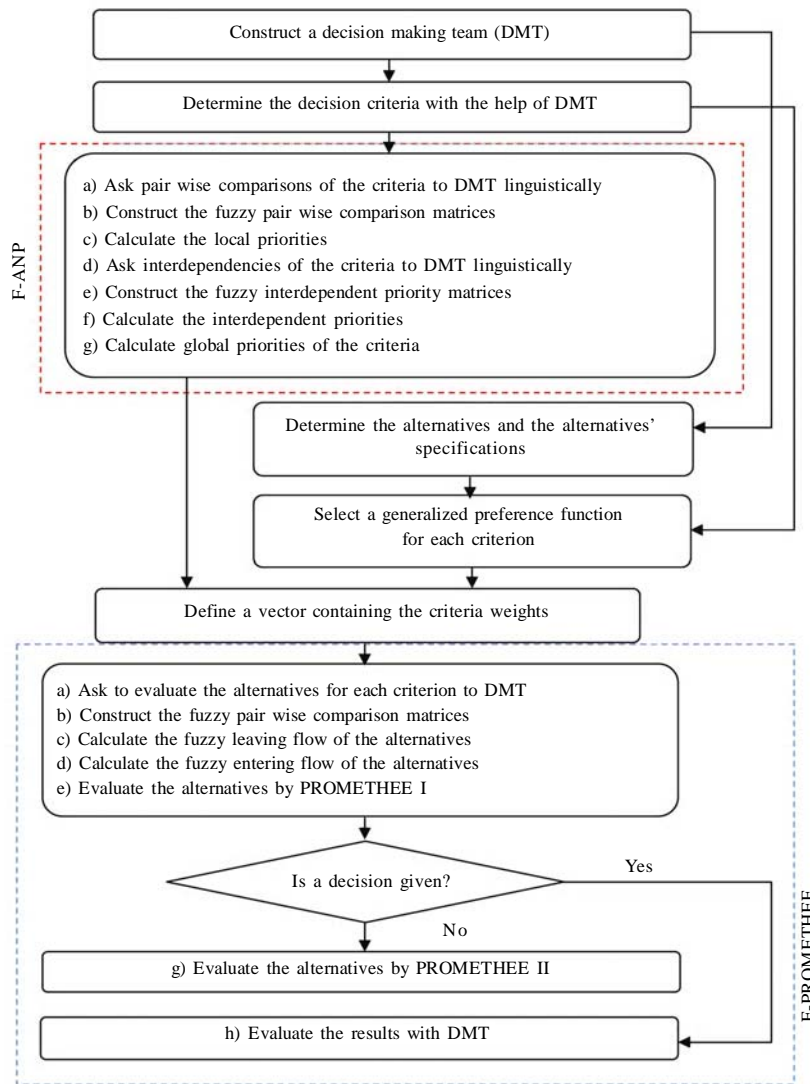 Construct a decision making team (DMT)
Determine the decision criteria with the help of DMT
F-ANP
a) Ask pair wise comparisons of the criteria to DMT linguistically
b) Construct the fuzzy pair wise comparison matrices
c) Calculate the local priorities
d) Ask interdependencies of the criteria to DMT linguistically
e) Construct the fuzzy interdependent priority matrices
f) Calculate the interdependent priorities
g) Calculate global priorities of the criteria
Determine the alternatives and the alternatives’
specifications
Select a generalized preference function
for each criterion
Define a vector containing the criteria weights
a) Ask to evaluate the alternatives for each criterion to DMT
b) Construct the fuzzy pair wise comparison matrices
c) Calculate the fuzzy leaving flow of the alternatives
d) Calculate the fuzzy entering flow of the alternatives
e) Evaluate the alternatives by PROMETHEE I
Is a decision given?
Yes
No
g) Evaluate the alternatives by PROMETHEE II
h) Evaluate the results with DMT
F-PROMETHEE